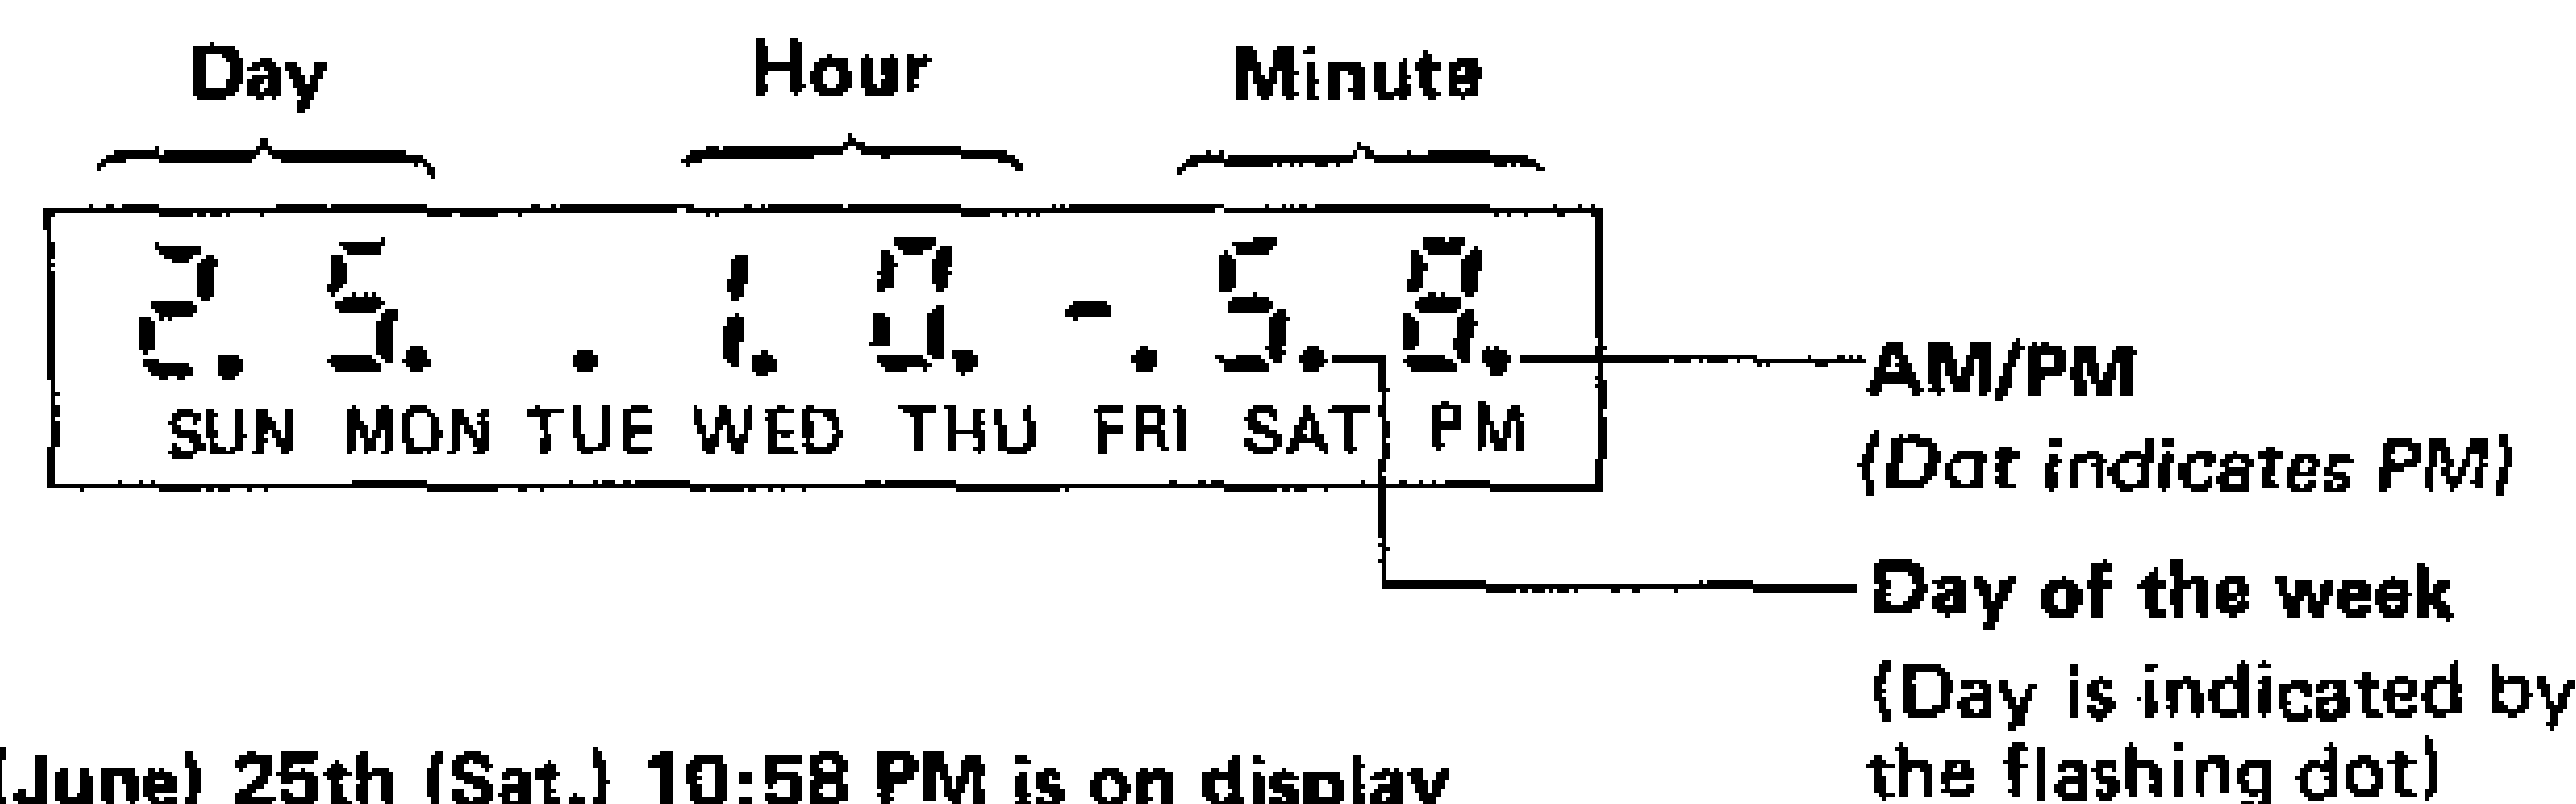 Day Hour Minute
2. 5. . 1. 0. - . 5. 8.
SUN MON TUE WED THU FRI SAT PM
AM/PM
(Dot indicates PM)
Day of the week
(Day is indicated by
the flashing dot)
(June) 25th (Sat.) 10:58 PM is on display